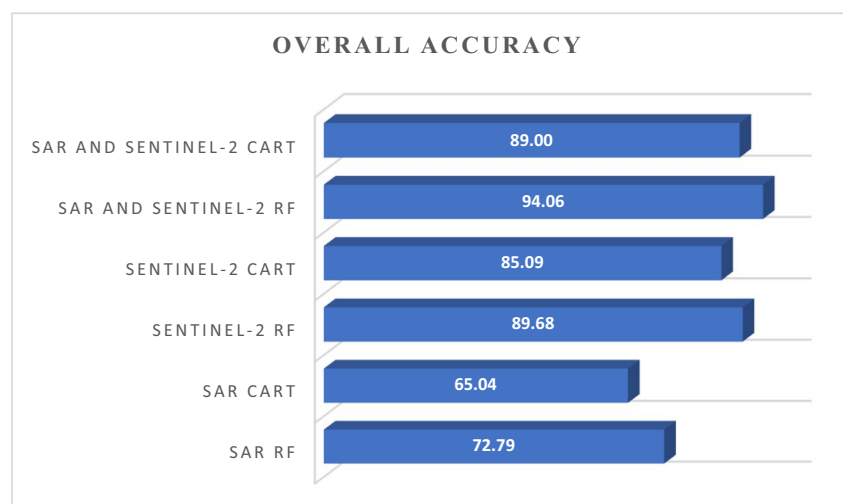 OVERALL ACCURACY
SAR AND SENTINEL-2 CART
89.00
SAR AND SENTINEL-2 RF
94.06
SENTINEL-2 CART
85.09
SENTINEL-2 RF
89.68
SAR CART
65.04
SAR RF
72.79